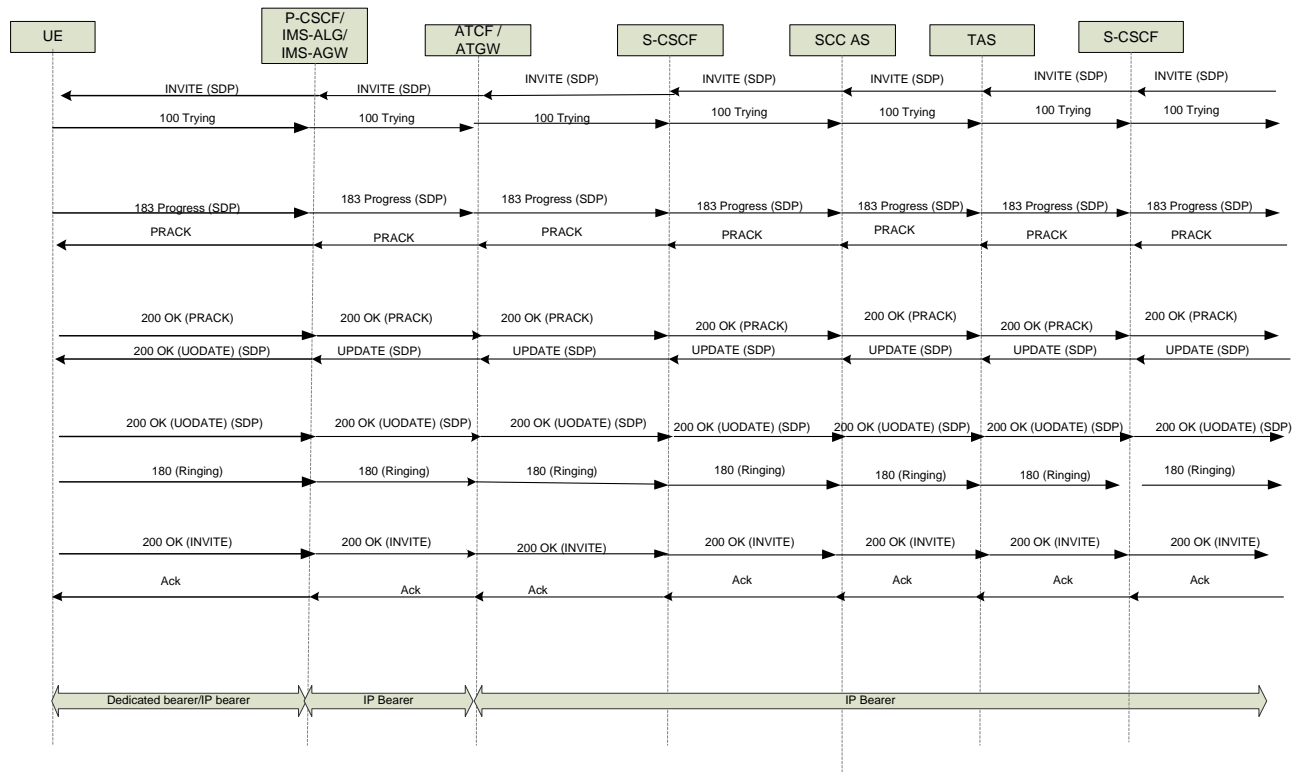 UE
P-CSCF/
IMS-ALG/
IMS-AGW
ATCF /
ATGW
S-CSCF
SCC AS
TAS
S-CSCF
INVITE (SDP)
INVITE (SDP)
INVITE (SDP)
INVITE (SDP)
INVITE (SDP)
INVITE (SDP)
INVITE (SDP)
100 Trying
100 Trying
100 Trying
100 Trying
100 Trying
100 Trying
100 Trying
183 Progress (SDP)
183 Progress (SDP)
183 Progress (SDP)
183 Progress (SDP)
183 Progress (SDP)
183 Progress (SDP)
183 Progress (SDP)
PRACK
PRACK
PRACK
PRACK
PRACK
PRACK
PRACK
200 OK (PRACK)
200 OK (PRACK)
200 OK (PRACK)
200 OK (PRACK)
200 OK (PRACK)
200 OK (PRACK)
200 OK (PRACK)
200 OK (UODATE) (SDP)
UPDATE (SDP)
UPDATE (SDP)
UPDATE (SDP)
UPDATE (SDP)
UPDATE (SDP)
UPDATE (SDP)
200 OK (UODATE) (SDP)
200 OK (UODATE) (SDP)
200 OK (UODATE) (SDP)
200 OK (UODATE) (SDP)
200 OK (UODATE) (SDP)
200 OK (UODATE) (SDP)
200 OK (UODATE) (SDP)
180 (Ringing)
180 (Ringing)
180 (Ringing)
180 (Ringing)
180 (Ringing)
180 (Ringing)
180 (Ringing)
200 OK (INVITE)
200 OK (INVITE)
200 OK (INVITE)
200 OK (INVITE)
200 OK (INVITE)
200 OK (INVITE)
200 OK (INVITE)
Ack
Ack
Ack
Ack
Ack
Ack
Ack
Dedicated bearer/IP bearer
IP Bearer
IP Bearer